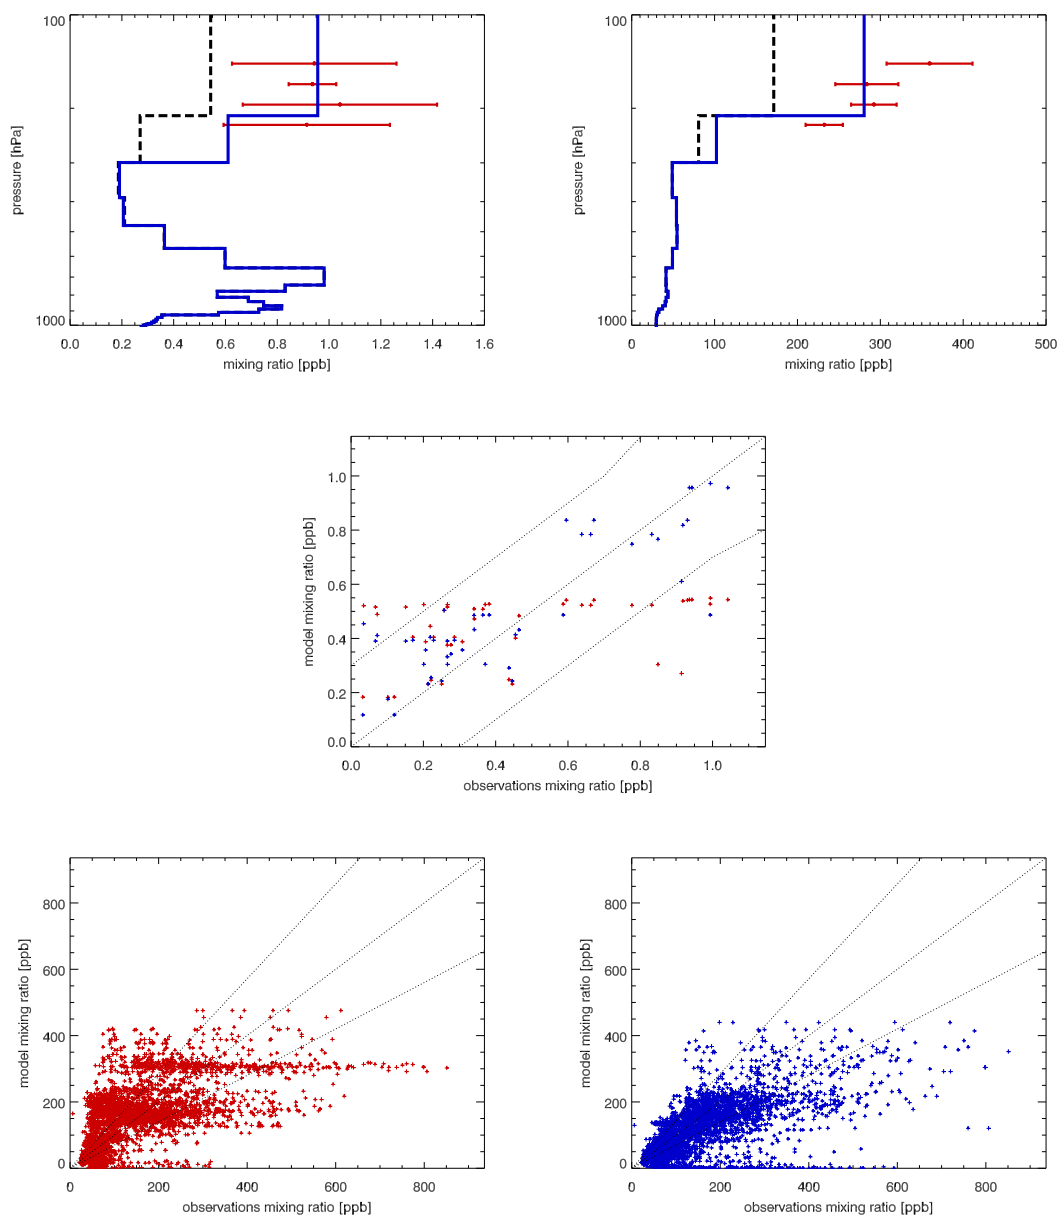 100
1000
pressure [hPa]
0.0 0.2 0.4 0.6 0.8 1.0 1.2 1.4 1.6
mixing ratio [ppb]
100
1000
pressure [hPa]
0 100 200 300 400 500
mixing ratio [ppb]
1.0
0.8
0.6
0.4
0.2
0.0
model mixing ratio [ppb]
0.0 0.2 0.4 0.6 0.8 1.0
observations mixing ratio [ppb]
800
600
400
200
0
model mixing ratio [ppb]
0 200 400 600 800
observations mixing ratio [ppb]
800
600
400
200
0
model mixing ratio [ppb]
0 200 400 600 800
observations mixing ratio [ppb]